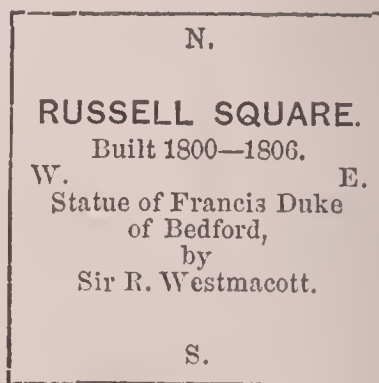 N.
RUSSELL SQUARE.
Built 1800—1806.
W. E.
Statue of Francis Duke
of Bedford,
by
Sir R. Westmacott.
S.